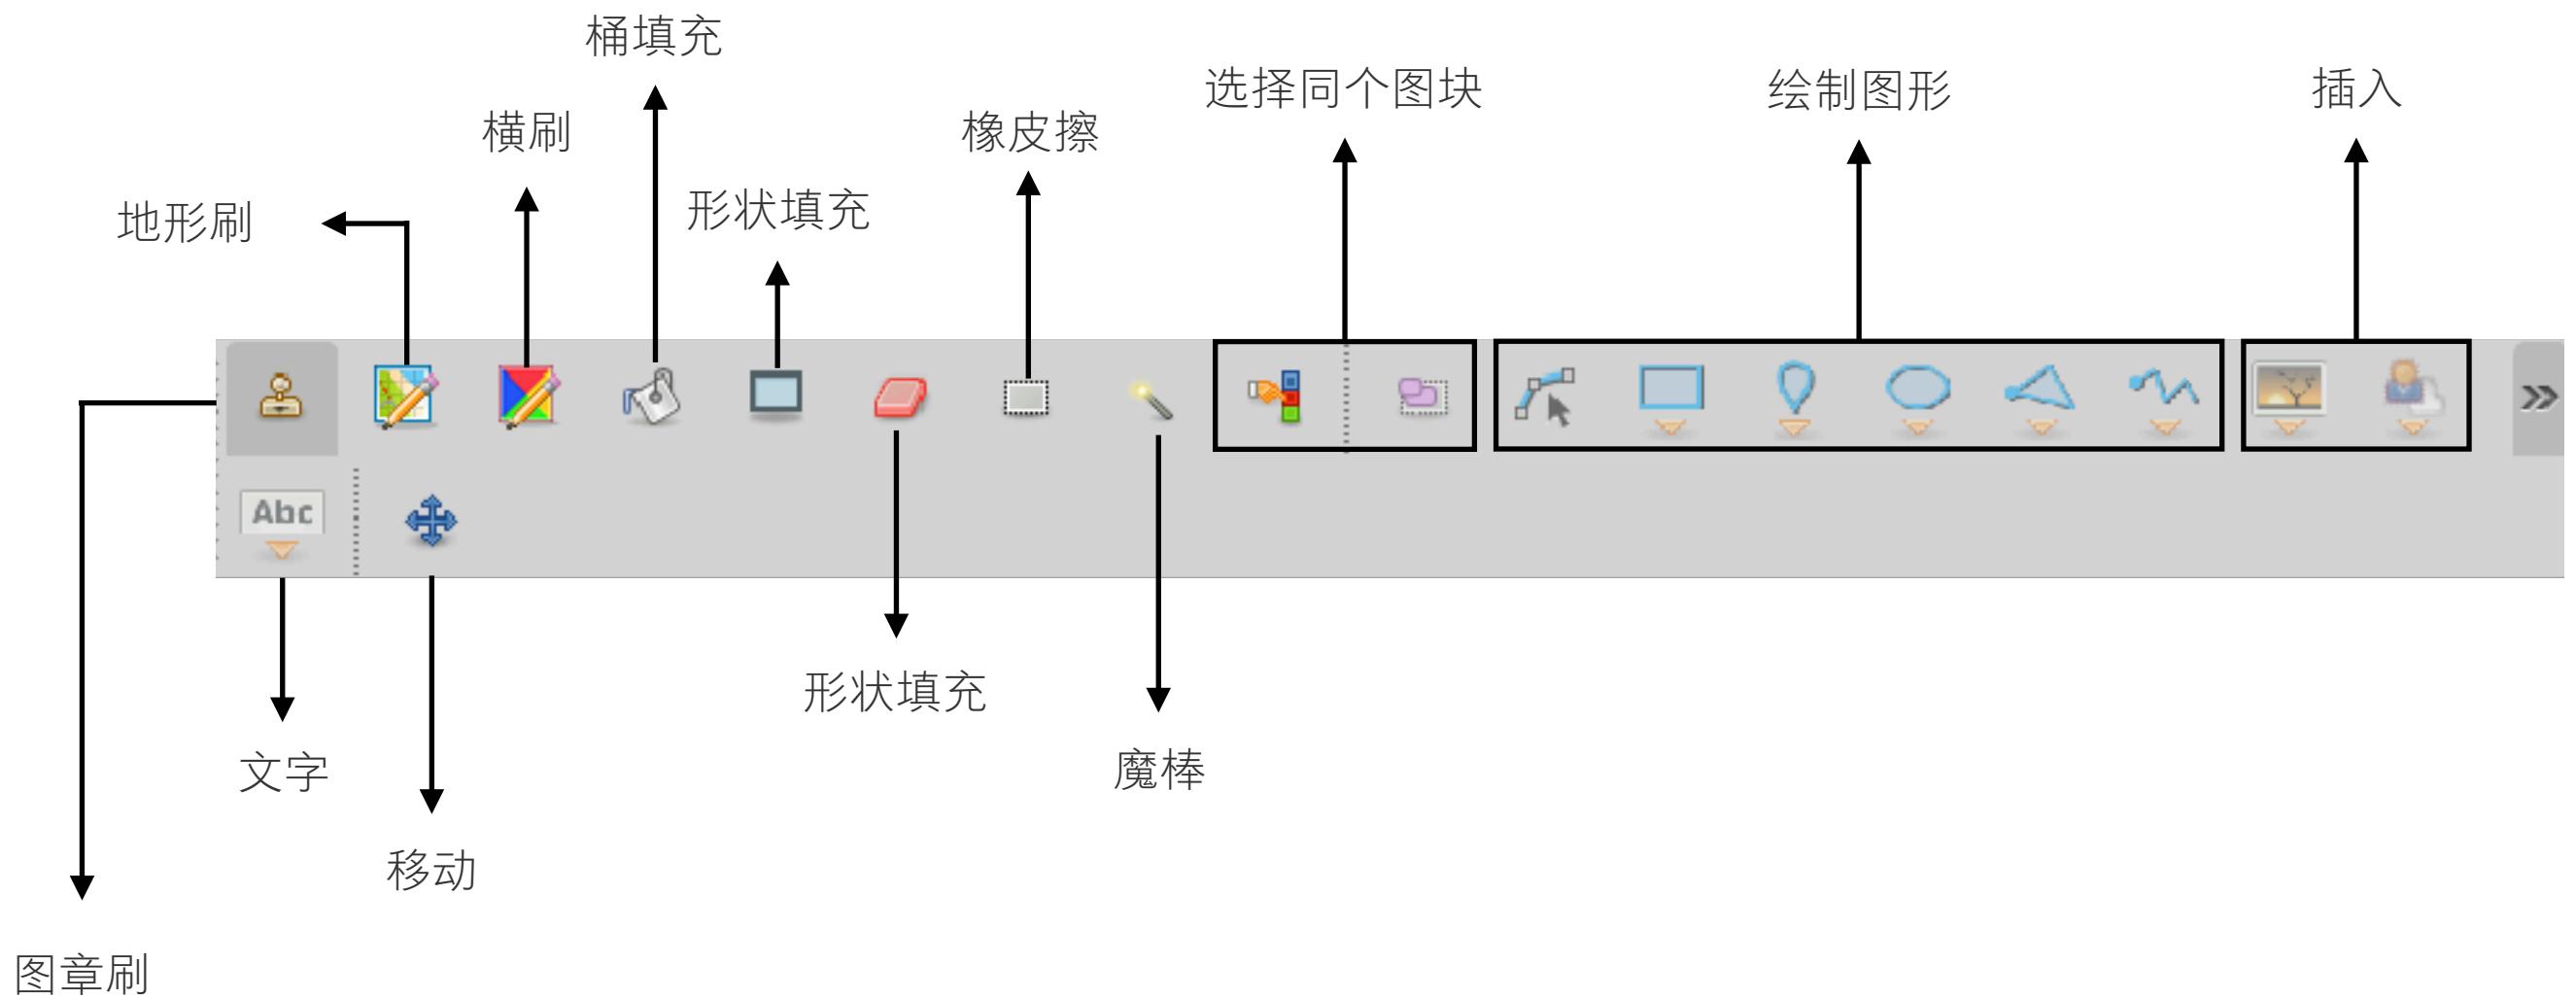 桶填充
选择同个图块
绘制图形
插入
横刷
橡皮擦
形状填充
地形刷
Abc
形状填充
魔棒
文字
移动
图章刷